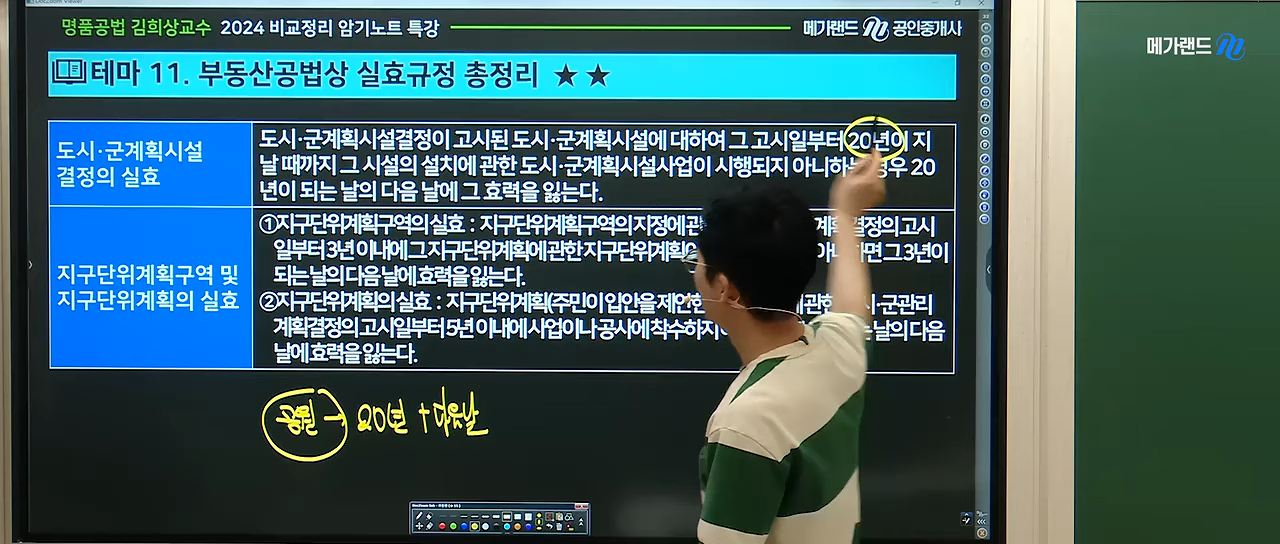 명품공법 김희상교수 2024 비교정리 암기노트 특강
메가랜드 공인중개사
메가랜드
테마 11. 부동산공법상 실효규정 총정리 ★★
도시·군계획시설
결정의 실효
도시·군계획시설결정이 고시된 도시·군계획시설에 대하여 그 고시일부터 20년이 지
날 때까지 그 시설의 설치에 관한 도시·군계획시설사업이 시행되지 아니하는 경우 20
년이 되는 날의 다음 날에 그 효력을 잃는다.
지구단위계획구역 및
지구단위계획의 실효
①지구단위계획구역의 실효 : 지구단위계획구역의 지정에 관 계획결정의 고시
일부터 3년 이내에 그 지구단위계획에 관한 지구단위계획 아니하면 그 3년이
되는 날의 다음 날에 효력을 잃는다.
②지구단위계획의 실효 : 지구단위계획(주민이 입안을 제안한 관한 ·군관리
계획결정의 고시일부터 5년 이내에 사업이나 공사에 착수하지 는 날의 다음
날에 효력을 잃는다.
공원 → 20년 + 다음날